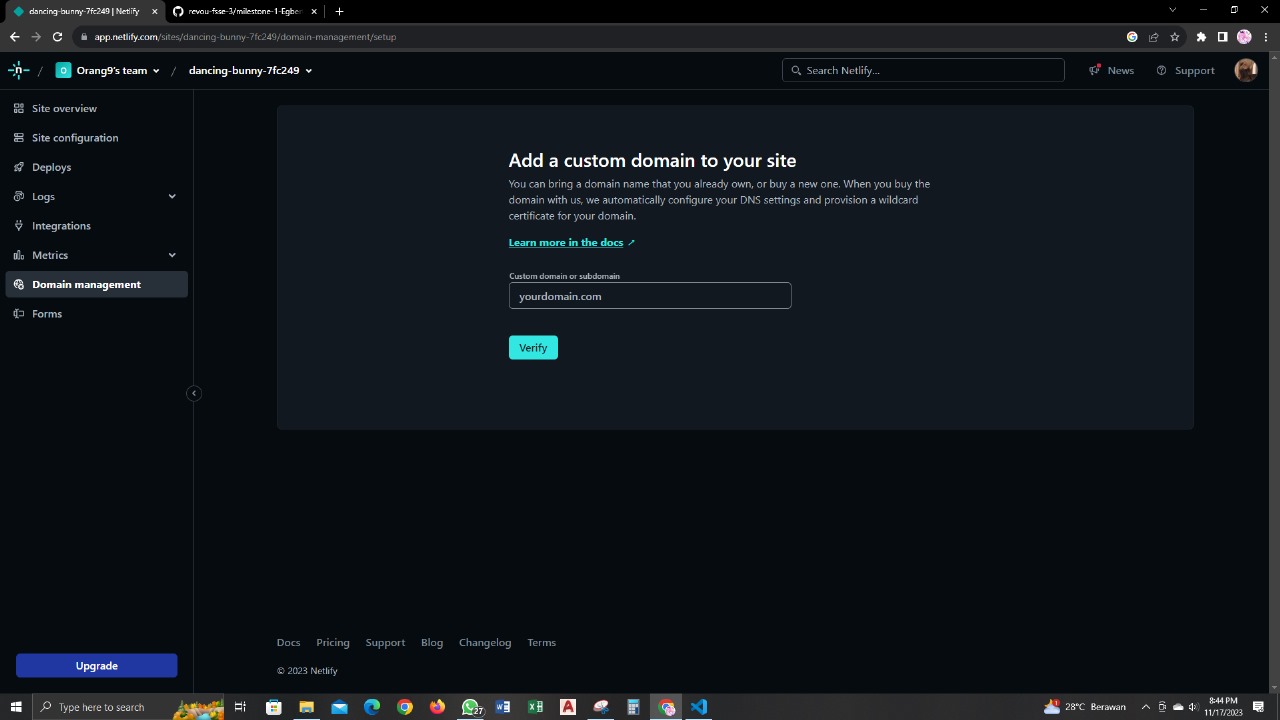 dancing-bunny-7fc249 | Netlify
revou-fsse-3/milestone-1-Egber
app.netlify.com/sites/dancing-bunny-7fc249/domain-management/setup
O
Orang9's team
/
dancing-bunny-7fc249
Search Netlify...
News
Support
Site overview
Site configuration
Deploys
Logs
Integrations
Metrics
Domain management
Forms
Upgrade
Add a custom domain to your site
You can bring a domain name that you already own, or buy a new one. When you buy the
domain with us, we automatically configure your DNS settings and provision a wildcard
certificate for your domain.
Learn more in the docs ↗
Custom domain or subdomain
yourdomain.com
Verify
Docs
Pricing
Support
Blog
Changelog
Terms
© 2023 Netlify
Type here to search
27
28°C Berawan
8:44 PM
11/17/2023